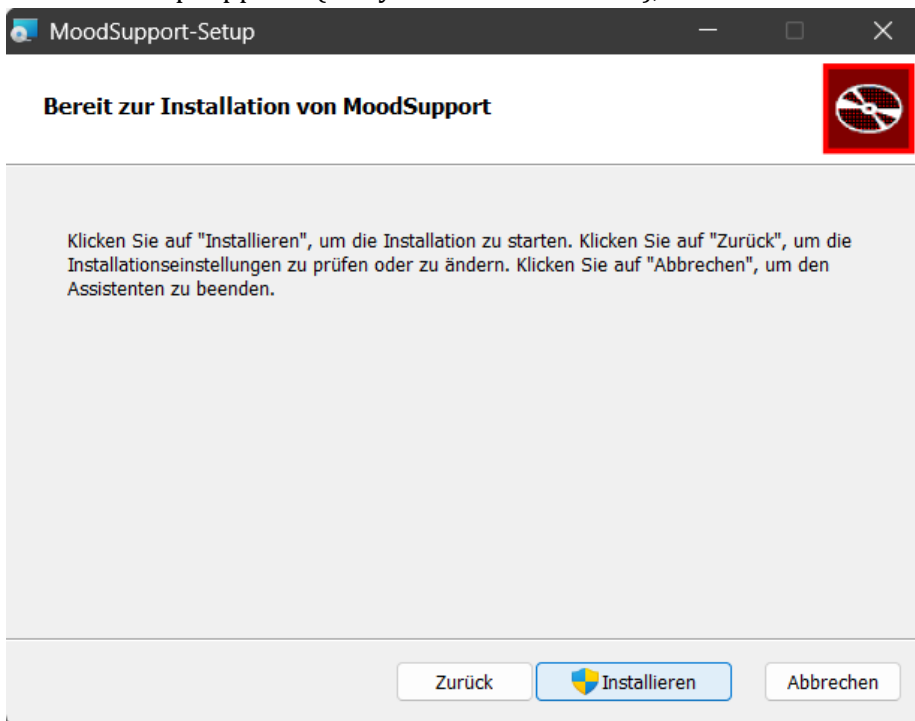 MoodSupport-Setup
Bereit zur Installation von MoodSupport
Klicken Sie auf "Installieren", um die Installation zu starten. Klicken Sie auf "Zurück", um die
Installationseinstellungen zu prüfen oder zu ändern. Klicken Sie auf "Abbrechen", um den
Assistenten zu beenden.
Zurück
Installieren
Abbrechen